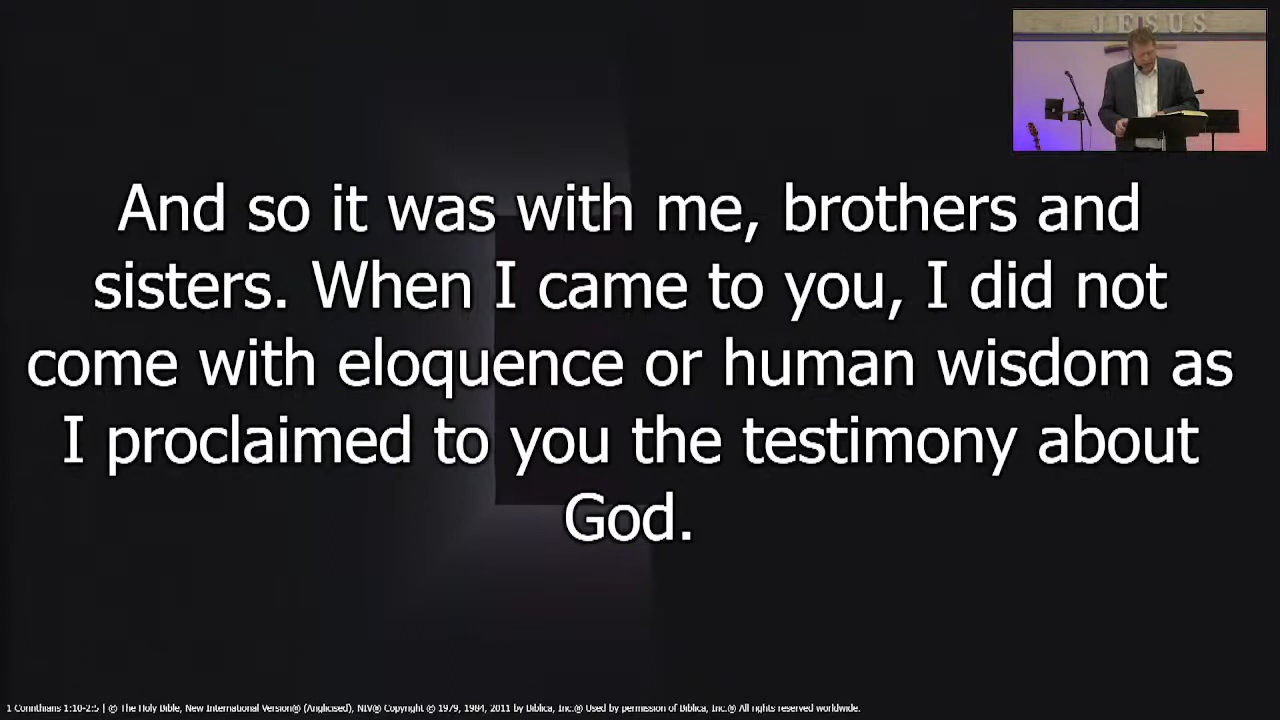 JESUS
And so it was with me, brothers and
sisters. When I came to you, I did not
come with eloquence or human wisdom as
I proclaimed to you the testimony about
God.
1 Corinthians 1:10-2:5 | © The Holy Bible, New International Version® (Anglicised), NIV® Copyright © 1979, 1984, 2011 by Biblica, Inc.® Used by permission of Biblica, Inc.® All rights reserved worldwide.